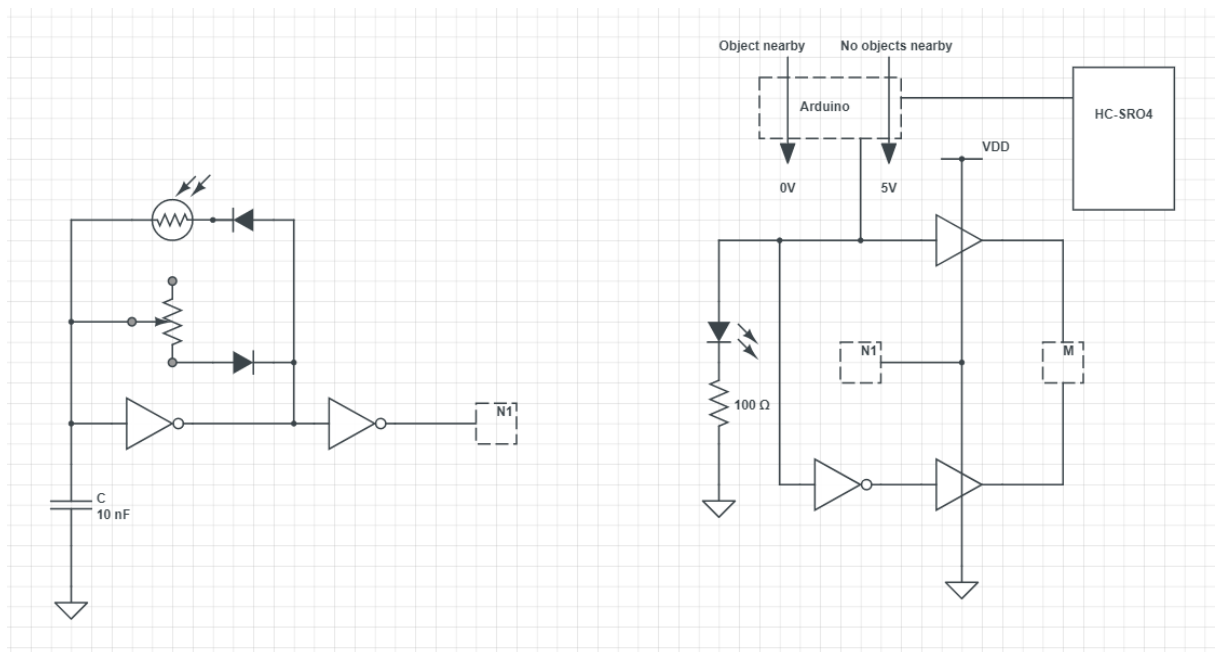 Object nearby
No objects nearby
Arduino
HC-SRO4
VDD
0V
5V
N1
M
100 Ω
N1
C
10 nF